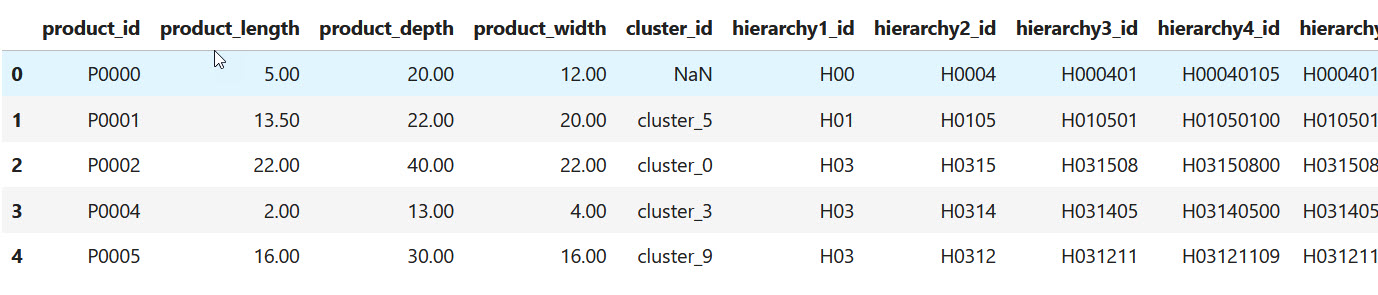 product_id product_length product_depth product_width cluster_id hierarchy1_id hierarchy2_id hierarchy3_id hierarchy4_id hierarchy
0 P0000 5.00 20.00 12.00 NaN H00 H0004 H000401 H00040105 H000401
1 P0001 13.50 22.00 20.00 cluster_5 H01 H0105 H010501 H01050100 H010501
2 P0002 22.00 40.00 22.00 cluster_0 H03 H0315 H031508 H03150800 H031508
3 P0004 2.00 13.00 4.00 cluster_3 H03 H0314 H031405 H03140500 H031405
4 P0005 16.00 30.00 16.00 cluster_9 H03 H0312 H031211 H03121109 H031211